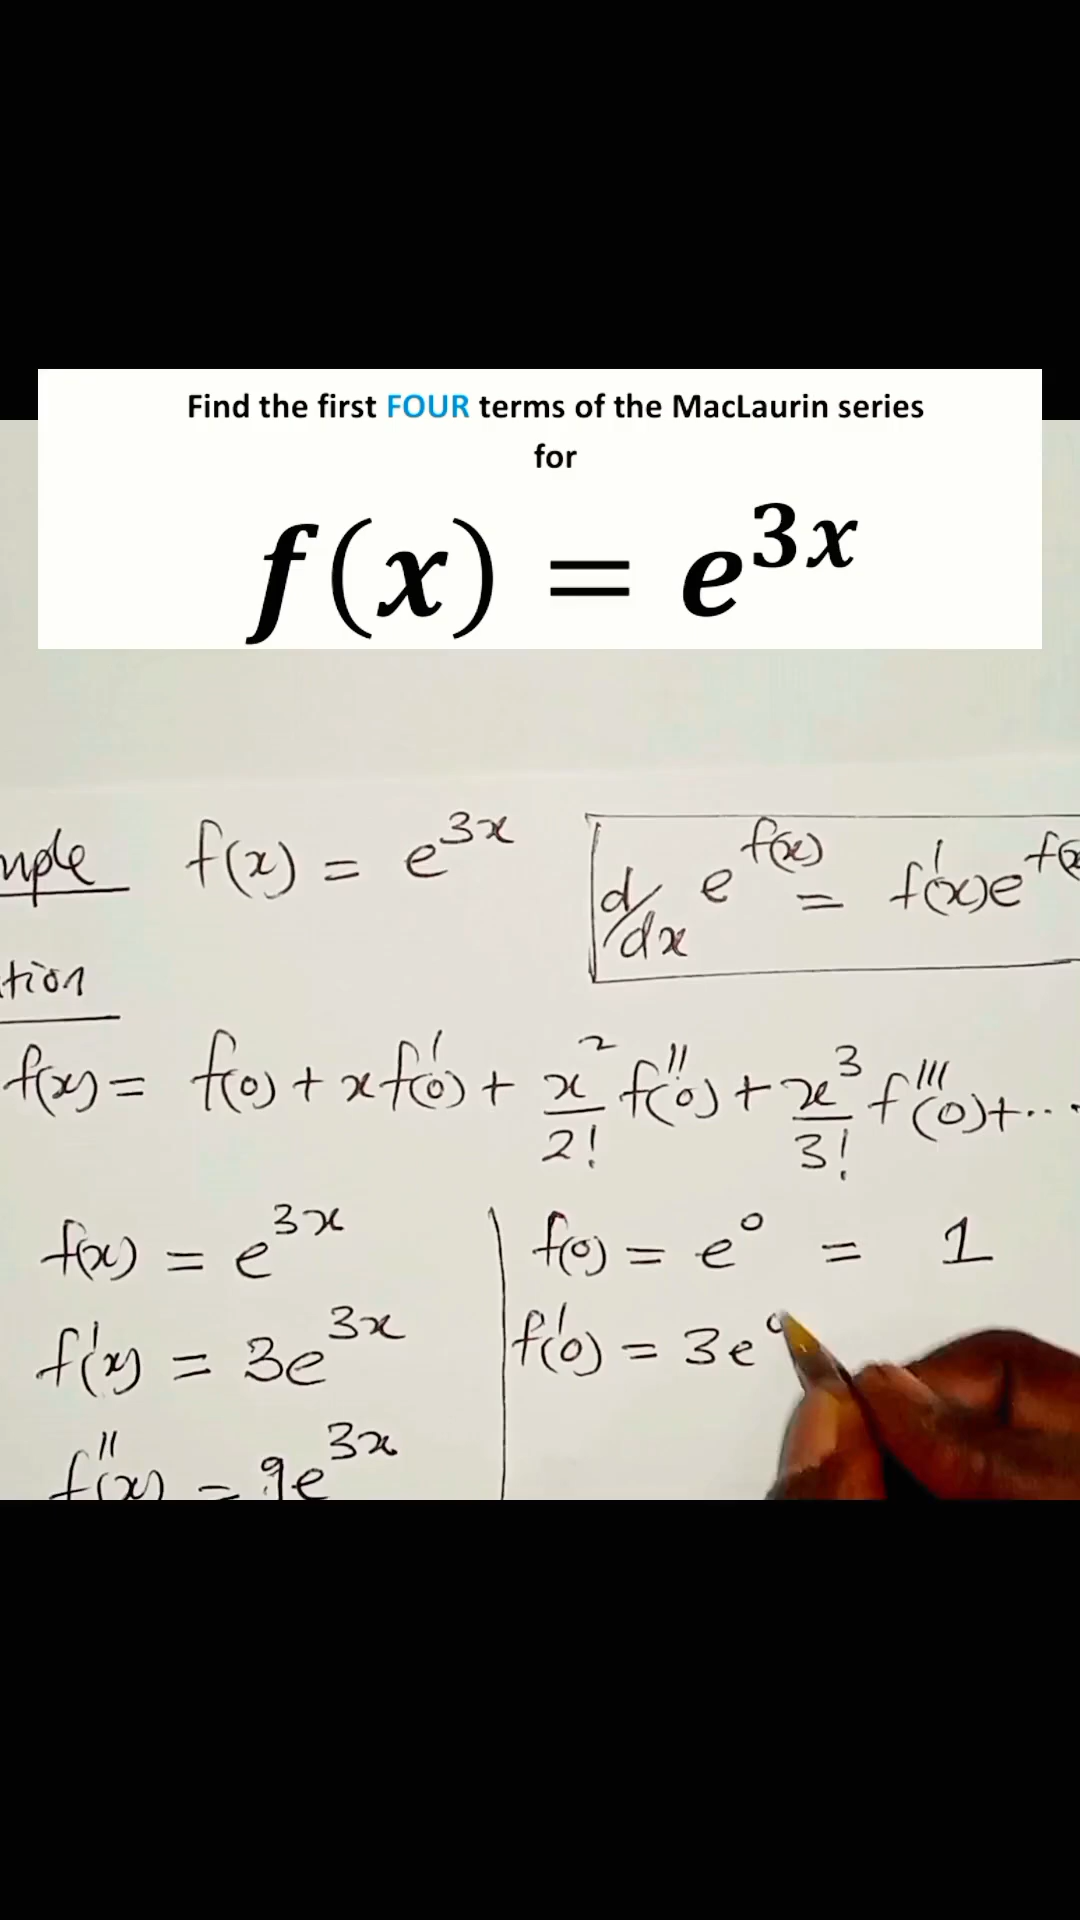 Find the first FOUR terms of the MacLaurin series
for
f(x) = e^{3x}
f(x) = e^{3x}
d/dx e^{f(x)} = f'(x)e^{f(x
f(x) = f(0) + x f'(0) + x^2/2! f''(0) + x^3/3! f'''(0) + ...
f(x) = e^{3x}
f(0) = e^0 = 1
f'(x) = 3e^{3x}
f'(0) = 3e^0
f''(x) = 9e^{3x}